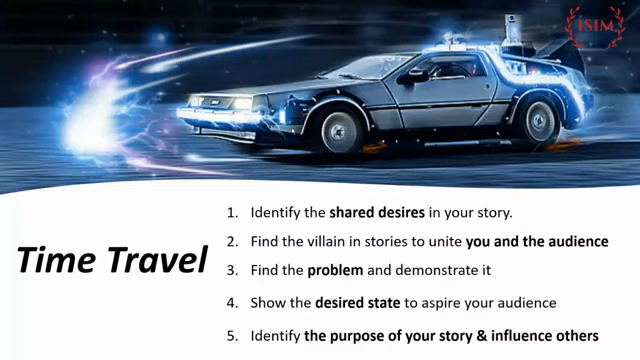 ISIM
Time Travel
1. Identify the shared desires in your story.
2. Find the villain in stories to unite you and the audience
3. Find the problem and demonstrate it
4. Show the desired state to aspire your audience
5. Identify the purpose of your story & influence others